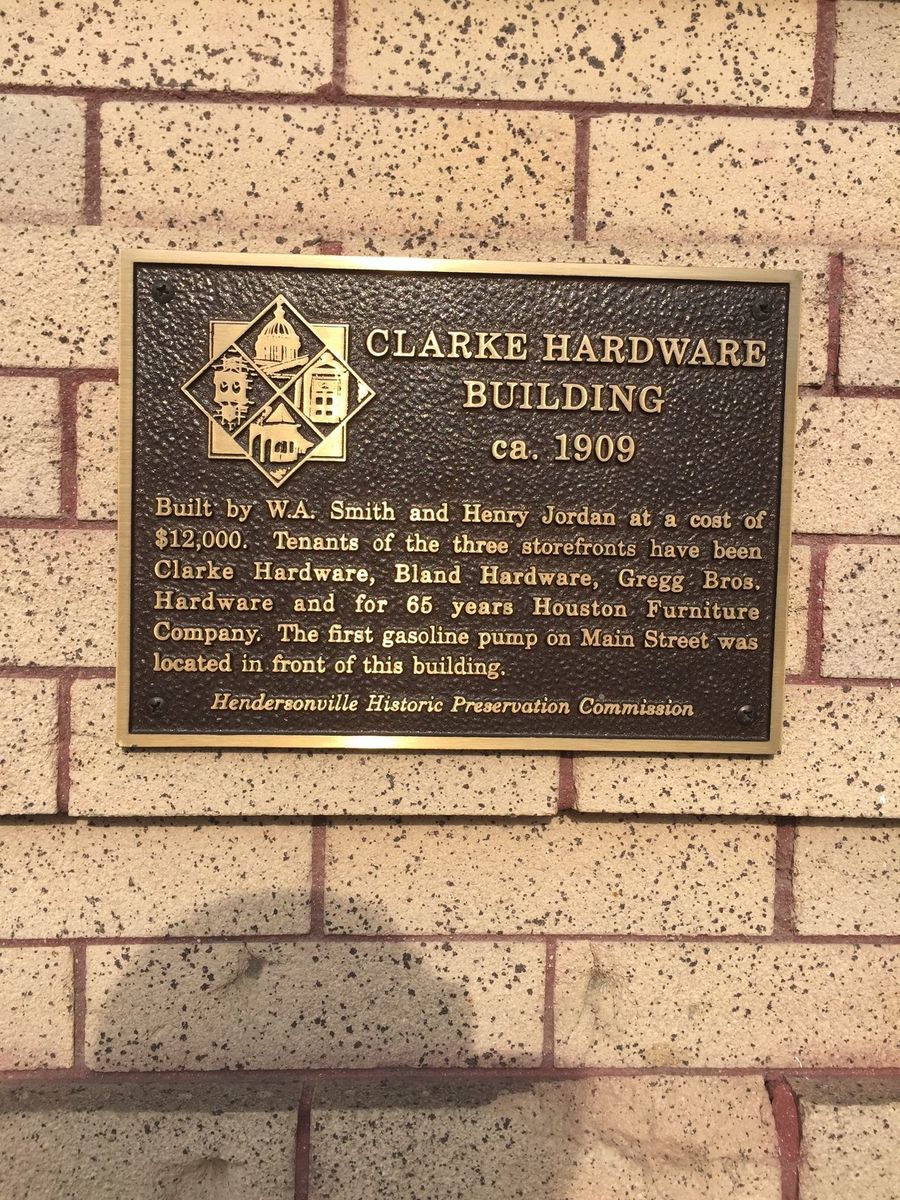 CLARKE HARDWARE
BUILDING
ca. 1909
Built by W.A. Smith and Henry Jordan at a cost of
$12,000. Tenants of the three storefronts have been
Clarke Hardware, Bland Hardware, Gregg Bros.
Hardware and for 65 years Houston Furniture
Company. The first gasoline pump on Main Street was
located in front of this building.
Hendersonville Historic Preservation Commission